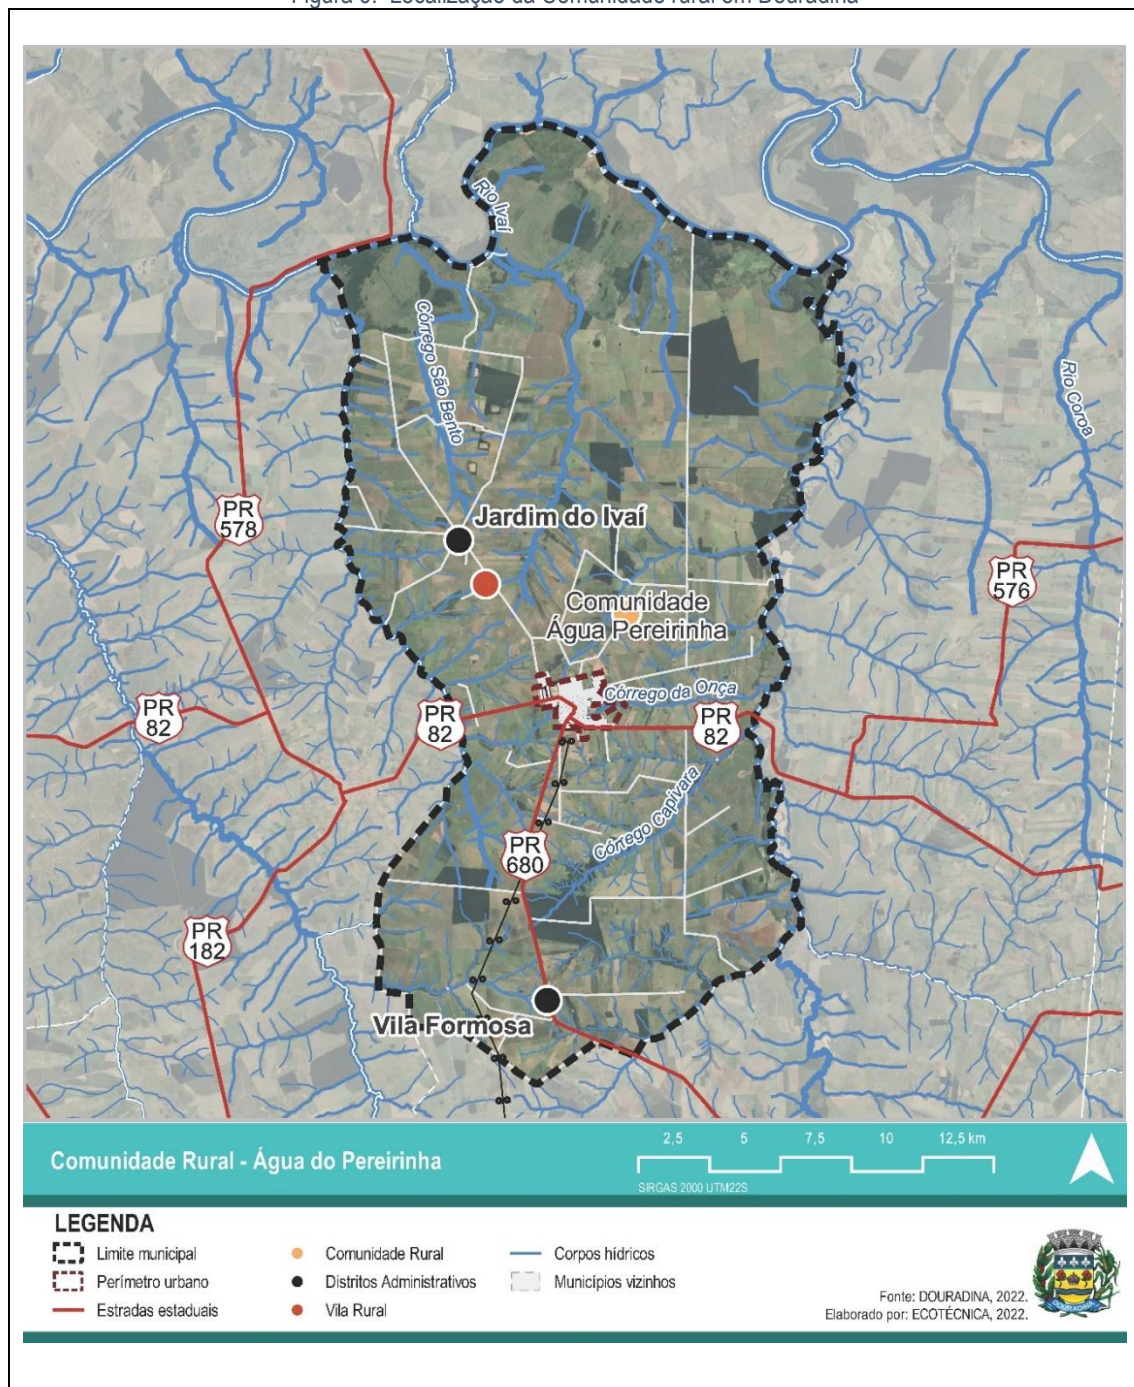 Rio Ivaí
Córrego São Bento
Rio Coroa
PR
578
Jardim do Ivaí
PR
576
Comunidade
Água Pereirinha
Córrego da Onça
PR
82
PR
82
PR
82
Córrego Capivara
PR
680
PR
182
Vila Formosa
Comunidade Rural - Água do Pereirinha
2,5 5 7,5 10 12,5 km
SIRGAS 2000 UTM22S
LEGENDA
Limite municipal
Perímetro urbano
Estradas estaduais
Comunidade Rural
Distritos Administrativos
Vila Rural
Corpos hídricos
Municípios vizinhos
Fonte: DOURADINA, 2022.
Elaborado por: ECOTÉCNICA, 2022.
DOURADINA